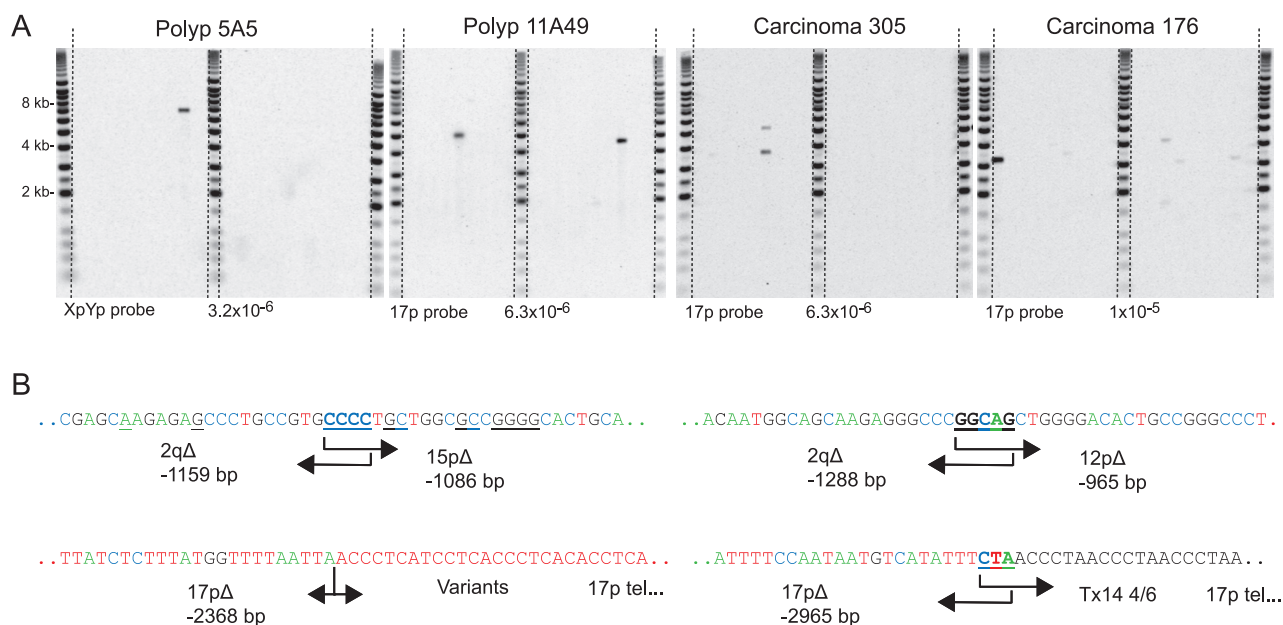 A
Polyp 5A5 Polyp 11A49 Carcinoma 305 Carcinoma 176
8 kb-
4 kb-
2 kb-
XpYp probe 3.2x10-6 17p probe 6.3x10-6 17p probe 6.3x10-6 17p probe 1x10-5
B
..CGAGCAAGAGAGCCCTGCCGTGCCCCTGCTGGCGCCGGGGCACTGCA..
2qΔ 15pΔ
-1159 bp -1086 bp
..ACAATGGCAGCAAGAGGGCCCGGCAGCTGGGGACACTGCCGGGCCCT.
2qΔ 12pΔ
-1288 bp -965 bp
..TTATCTCTTTATGGTTTTAATTAACCCTCATCCTCACCCTCACACCTCA..
17pΔ Variants 17p tel...
-2368 bp
..ATTTTCCAATAATGTCATATTTCTAACCCTAACCCTAACCCTAA..
17pΔ Tx14 4/6 17p tel...
-2965 bp